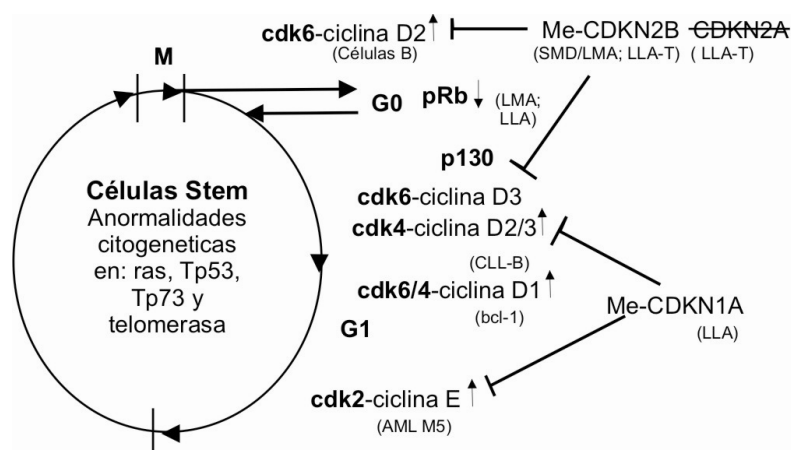 cdk6-ciclina D2
(Células B)
Me-CDKN2B CDKN2A
(SMD/LMA; LLA-T) ( LLA-T)
M
G0
pRb
(LMA;
LLA)
p130
cdk6-ciclina D3
cdk4-ciclina D2/3
(CLL-B)
cdk6/4-ciclina D1
(bcl-1)
G1
Me-CDKN1A
(LLA)
cdk2-ciclina E
(AML M5)
Células Stem
Anormalidades
citogeneticas
en: ras, Tp53,
Tp73 y
telomerasa